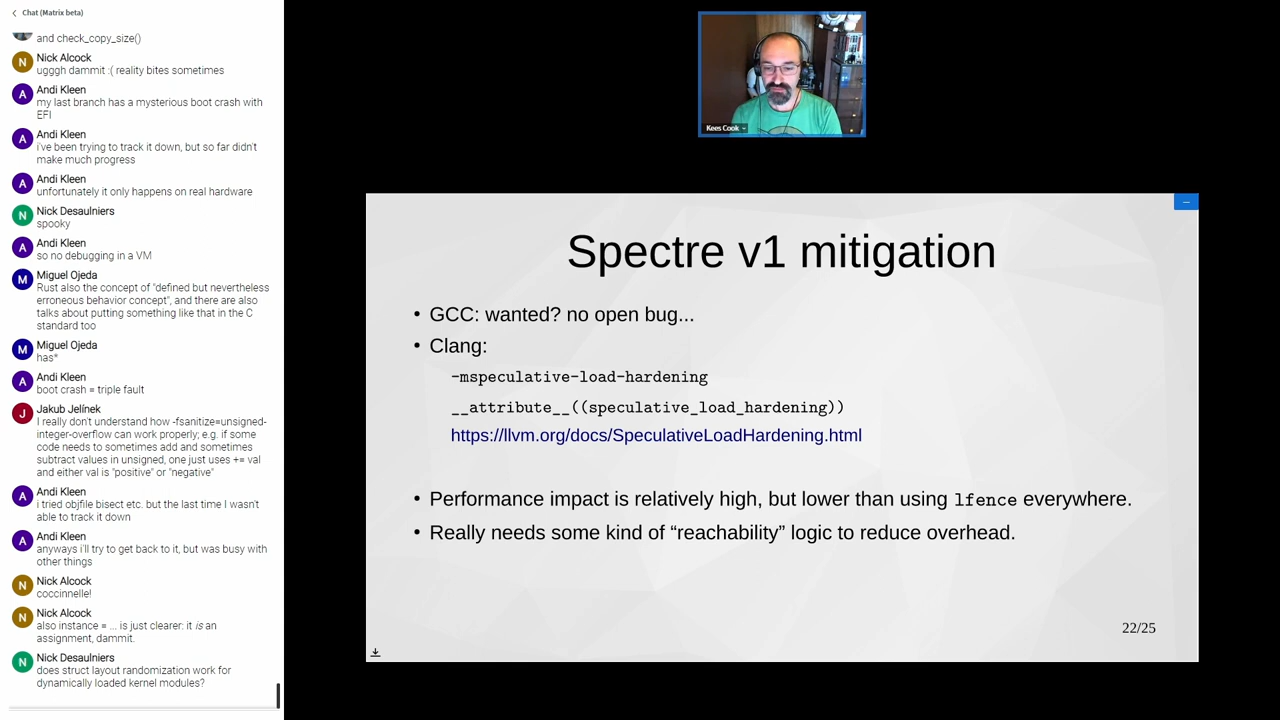 Chat (Matrix beta)
and check_copy_size()
N
Nick Alcock
ugggh dammit :( reality bites sometimes
A
Andi Kleen
my last branch has a mysterious boot crash with
EFI
A
Andi Kleen
i've been trying to track it down, but so far didn't
make much progress
A
Andi Kleen
unfortunately it only happens on real hardware
N
Nick Desaulniers
spooky
A
Andi Kleen
so no debugging in a VM
M
Miguel Ojeda
Rust also the concept of "defined but nevertheless
erroneous behavior concept", and there are also
talks about putting something like that in the C
standard too
M
Miguel Ojeda
has*
A
Andi Kleen
boot crash = triple fault
J
Jakub Jelínek
I really don't understand how -fsanitize=unsigned-
integer-overflow can work properly; e.g. if some
code needs to sometimes add and sometimes
subtract values in unsigned, one just uses += val
and either val is "positive" or "negative"
A
Andi Kleen
i tried objfile bisect etc. but the last time I wasn't
able to track it down
A
Andi Kleen
anyways i'll try to get back to it, but was busy with
other things
N
Nick Alcock
coccinnelle!
N
Nick Alcock
also instance = ... is just clearer: it is an
assignment, dammit.
N
Nick Desaulniers
does struct layout randomization work for
dynamically loaded kernel modules?
Kees Cook
Spectre v1 mitigation
• GCC: wanted? no open bug...
• Clang:
-mspeculative-load-hardening
__attribute__((speculative_load_hardening))
https://llvm.org/docs/SpeculativeLoadHardening.html
• Performance impact is relatively high, but lower than using lfence everywhere.
• Really needs some kind of “reachability” logic to reduce overhead.
22/25